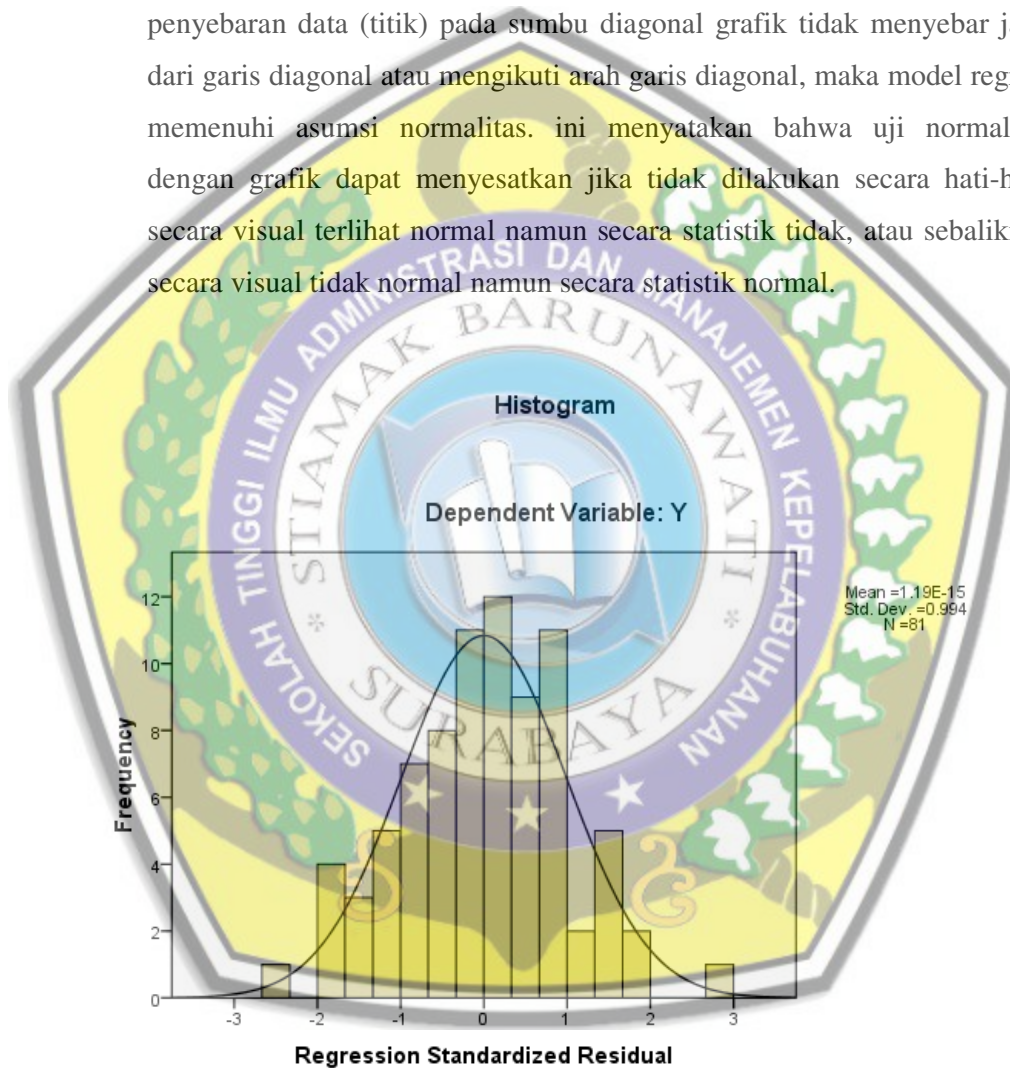 penyebaran data (titik) pada sumbu diagonal grafik tidak menyebar
dari garis diagonal atau mengikuti arah garis diagonal, maka model
memenuhi asumsi normalitas. ini menyatakan bahwa uji
dengan grafik dapat menyesatkan jika tidak dilakukan secara
secara visual terlihat normal namun secara statistik tidak, atau
secara visual tidak normal namun secara statistik normal.
SEKOLAH TINGGI ILMU ADMINISTRASI DAN MANAJEMEN KEPELABUHANAN
STIAMAK BARUNAWATI
* SURABAYA *
Histogram
Dependent Variable: Y
Mean =1.19E-15
Std. Dev. =0.994
N =81
Frequency
12
10
8
6
4
2
0
-3 -2 -1 0 1 2 3
Regression Standardized Residual